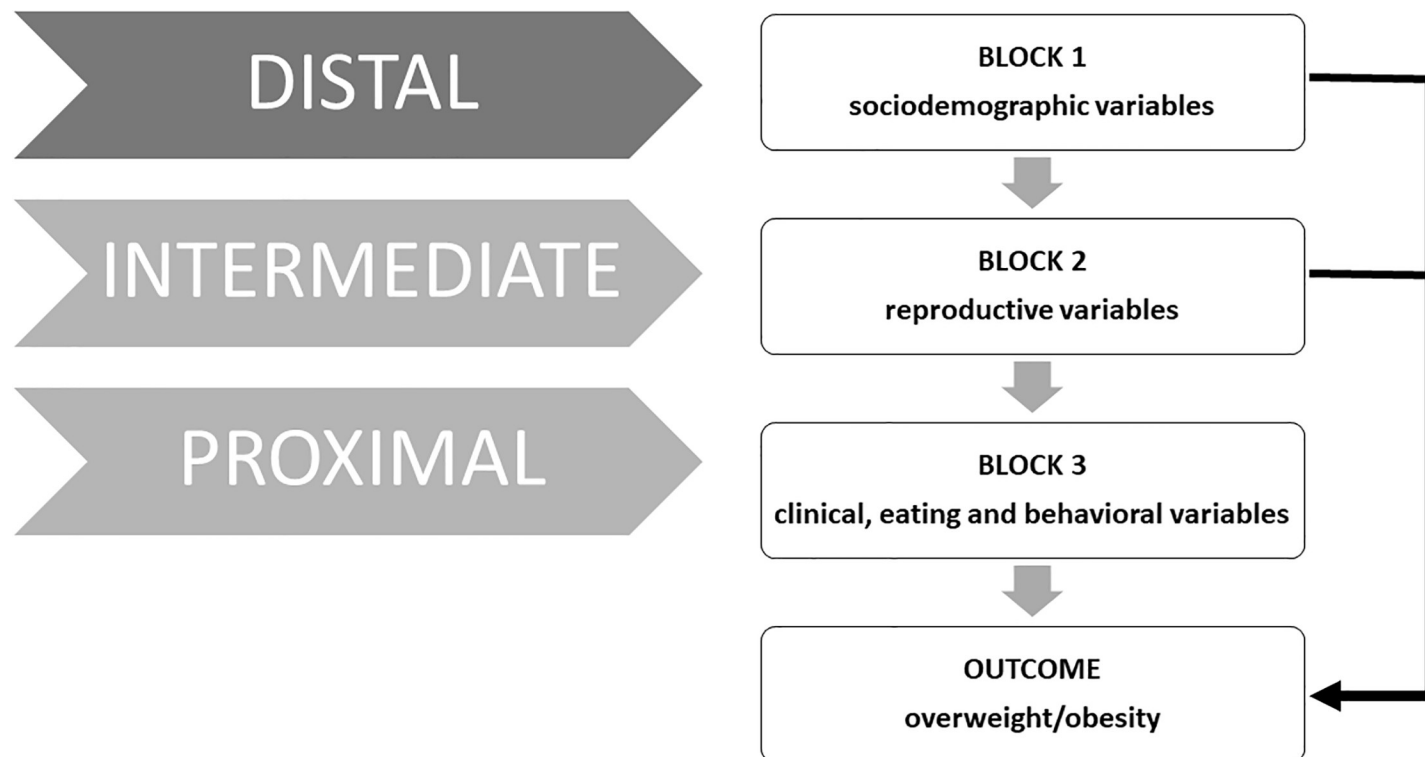 DISTAL
BLOCK 1
sociodemographic variables
INTERMEDIATE
BLOCK 2
reproductive variables
PROXIMAL
BLOCK 3
clinical, eating and behavioral variables
OUTCOME
overweight/obesity